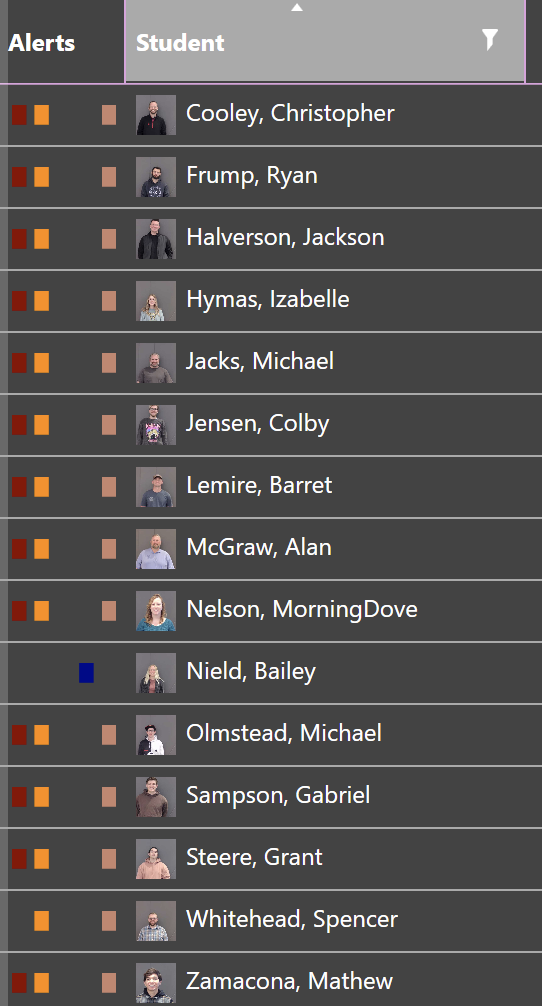 Alerts Student
Cooley, Christopher
Frump, Ryan
Halverson, Jackson
Hymas, Izabelle
Jacks, Michael
Jensen, Colby
Lemire, Barret
McGraw, Alan
Nelson, MorningDove
Nield, Bailey
Olmstead, Michael
Sampson, Gabriel
Steere, Grant
Whitehead, Spencer
Zamacona, Mathew